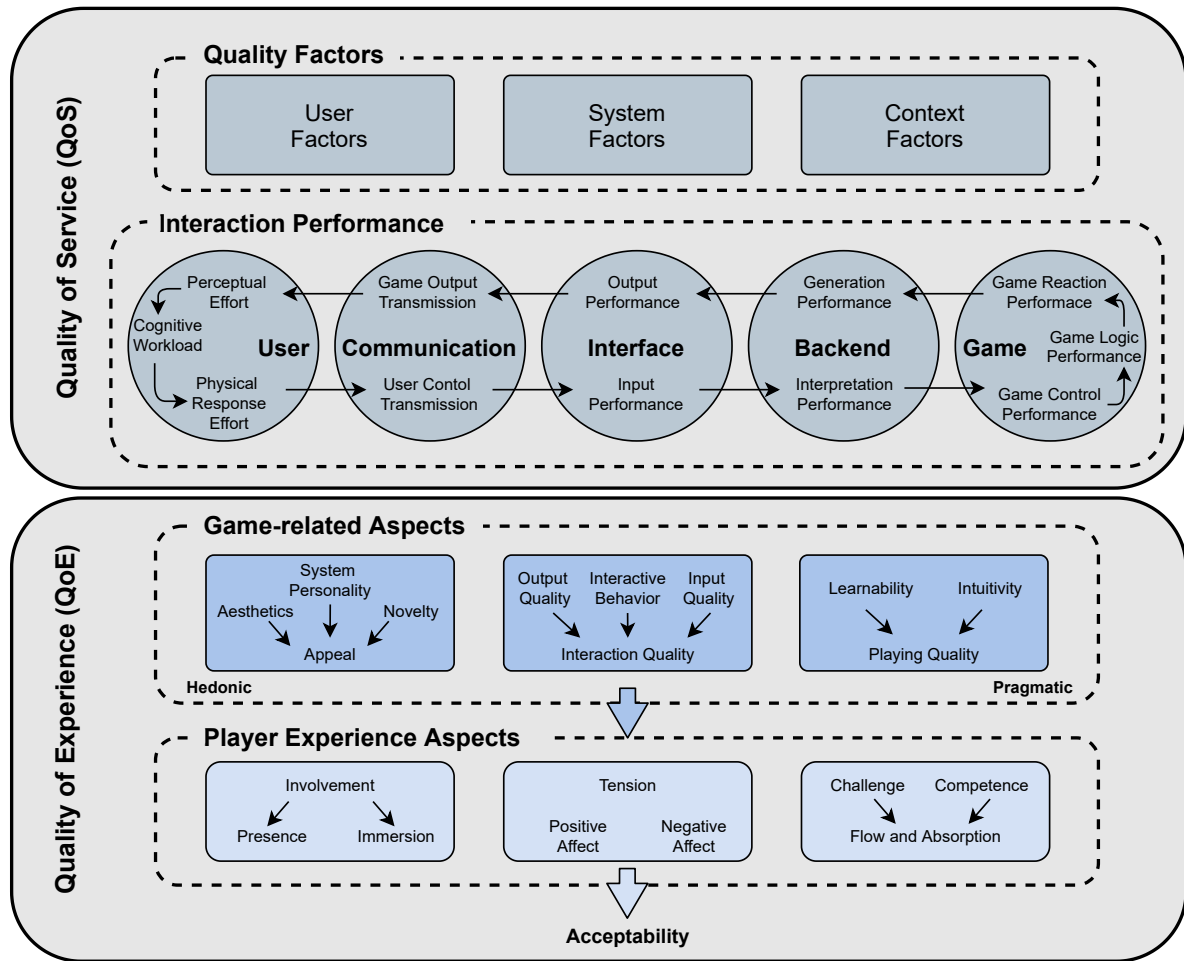 Quality of Service (QoS)
Quality Factors
User
Factors
System
Factors
Context
Factors
Interaction Performance
Perceptual
Effort
Cognitive
Workload
Physical
Response
Effort
User
Game Output
Transmission
Communication
User Contol
Transmission
Output
Performance
Interface
Input
Performance
Generation
Performance
Backend
Interpretation
Performance
Game Reaction
Performace
Game
Game Logic
Performance
Game Control
Performance
Quality of Experience (QoE)
Game-related Aspects
System
Personality
Aesthetics
Novelty
Appeal
Output
Quality
Interactive
Behavior
Input
Quality
Interaction Quality
Learnability
Intuitivity
Playing Quality
Hedonic
Pragmatic
Player Experience Aspects
Involvement
Presence
Immersion
Tension
Positive
Affect
Negative
Affect
Challenge
Competence
Flow and Absorption
Acceptability